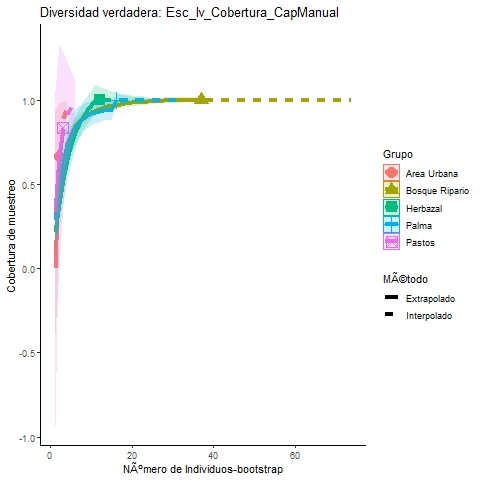 Diversidad verdadera: Esc_Iv_Cobertura_CapManual
Cobertura de muestreo
1.0
0.5
0.0
-0.5
-1.0
0
20
40
60
NÃºmero de Individuos-bootstrap
Grupo
Area Urbana
Bosque Ripario
Herbazal
Palma
Pastos
MÃ©todo
Extrapolado
Interpolado